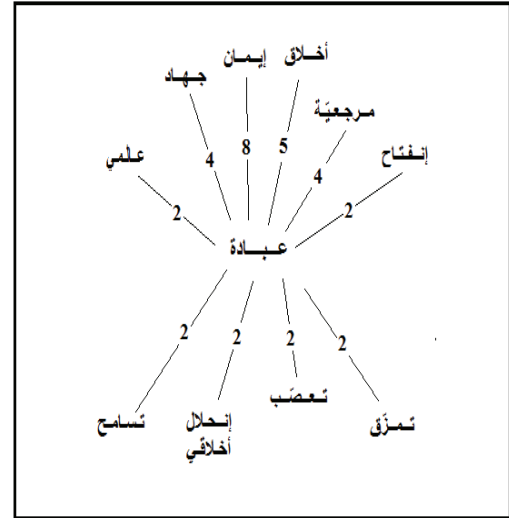 أخلاق
إيمان
جهاد
مرجعيّة
إنفتاح
عالمي
5
8
4
4
2
2
عبادة
2
2
2
2
تعصّب
تمزّق
إنحلال
أخلاقي
تسامح